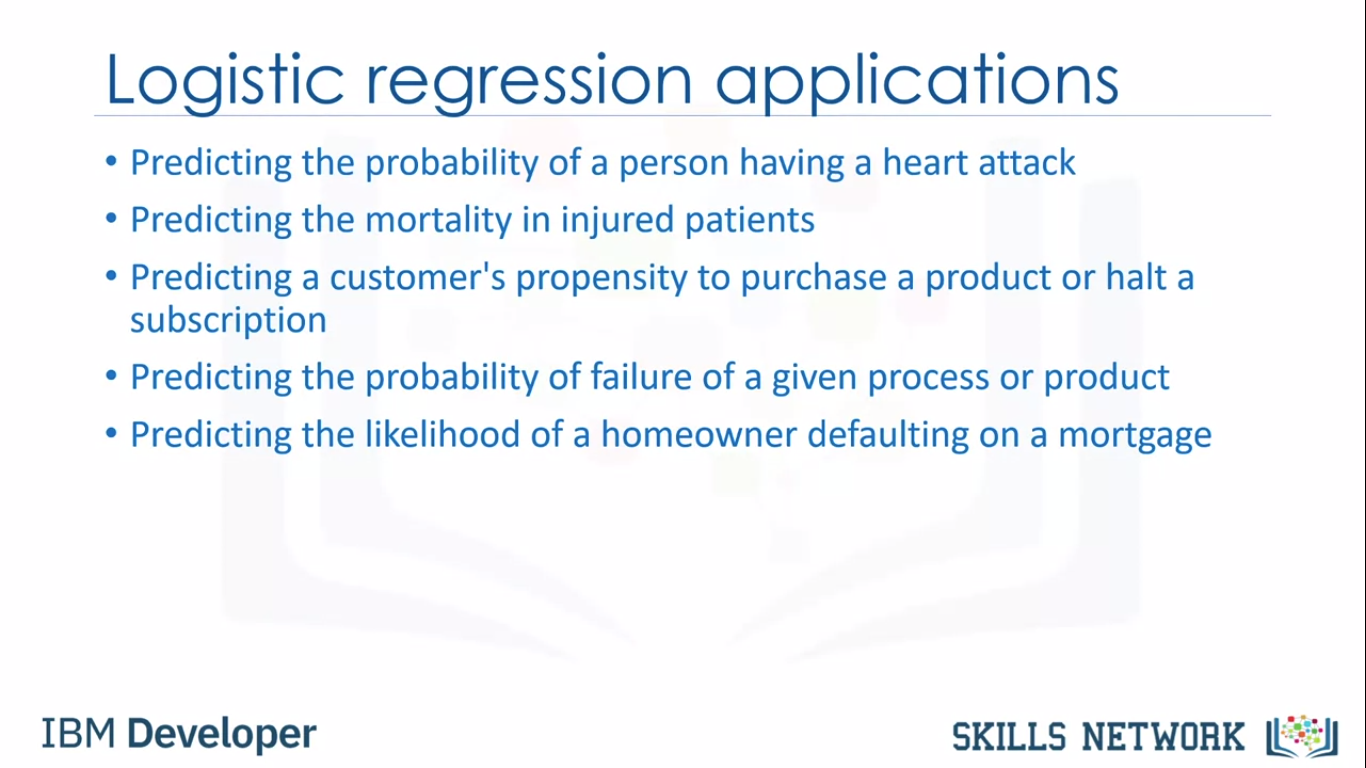 Logistic regression applications
• Predicting the probability of a person having a heart attack
• Predicting the mortality in injured patients
• Predicting a customer's propensity to purchase a product or halt a
subscription
• Predicting the probability of failure of a given process or product
• Predicting the likelihood of a homeowner defaulting on a mortgage
IBM Developer
SKILLS NETWORK